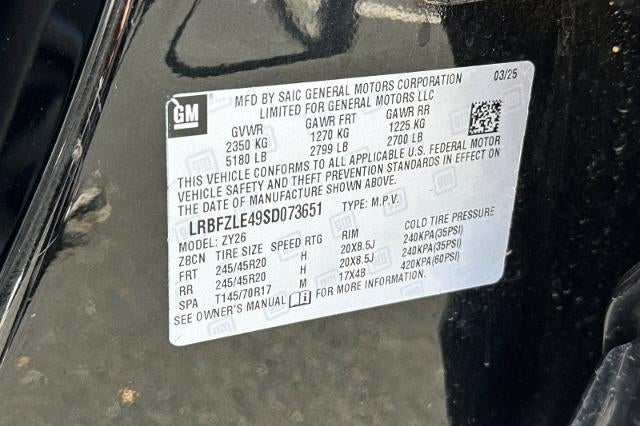 GM
MFD BY SAIC GENERAL MOTORS CORPORATION 03/25
LIMITED FOR GENERAL MOTORS LLC
GVWR GAWR FRT GAWR RR
2350 KG 1270 KG 1225 KG
5180 LB 2799 LB 2700 LB
THIS VEHICLE CONFORMS TO ALL APPLICABLE U.S. FEDERAL MOTOR
VEHICLE SAFETY AND THEFT PREVENTION STANDARDS IN EFFECT ON
THE DATE OF MANUFACTURE SHOWN ABOVE.
LRBFZLE49SD073651 TYPE: M.P.V.
MODEL: ZY26
ZBCN TIRE SIZE SPEED RTG RIM COLD TIRE PRESSURE
FRT 245/45R20 H 20X8.5J 240KPA(35PSI)
RR 245/45R20 H 20X8.5J 240KPA(35PSI)
SPA T145/70R17 M 17X4B 420KPA(60PSI)
SEE OWNER'S MANUAL FOR MORE INFORMATION.